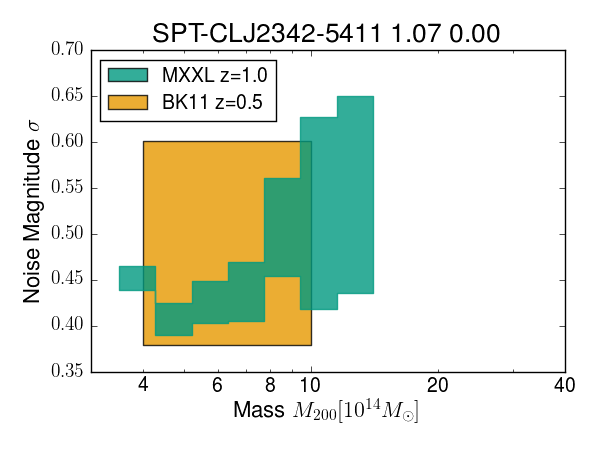 SPT-CLJ2342-5411 1.07 0.00
MXXL z=1.0
BK11 z=0.5
Noise Magnitude σ
0.70
0.65
0.60
0.55
0.50
0.45
0.40
0.35
4 6 8 10 20 40
Mass M₂₀₀[10¹⁴M☉]